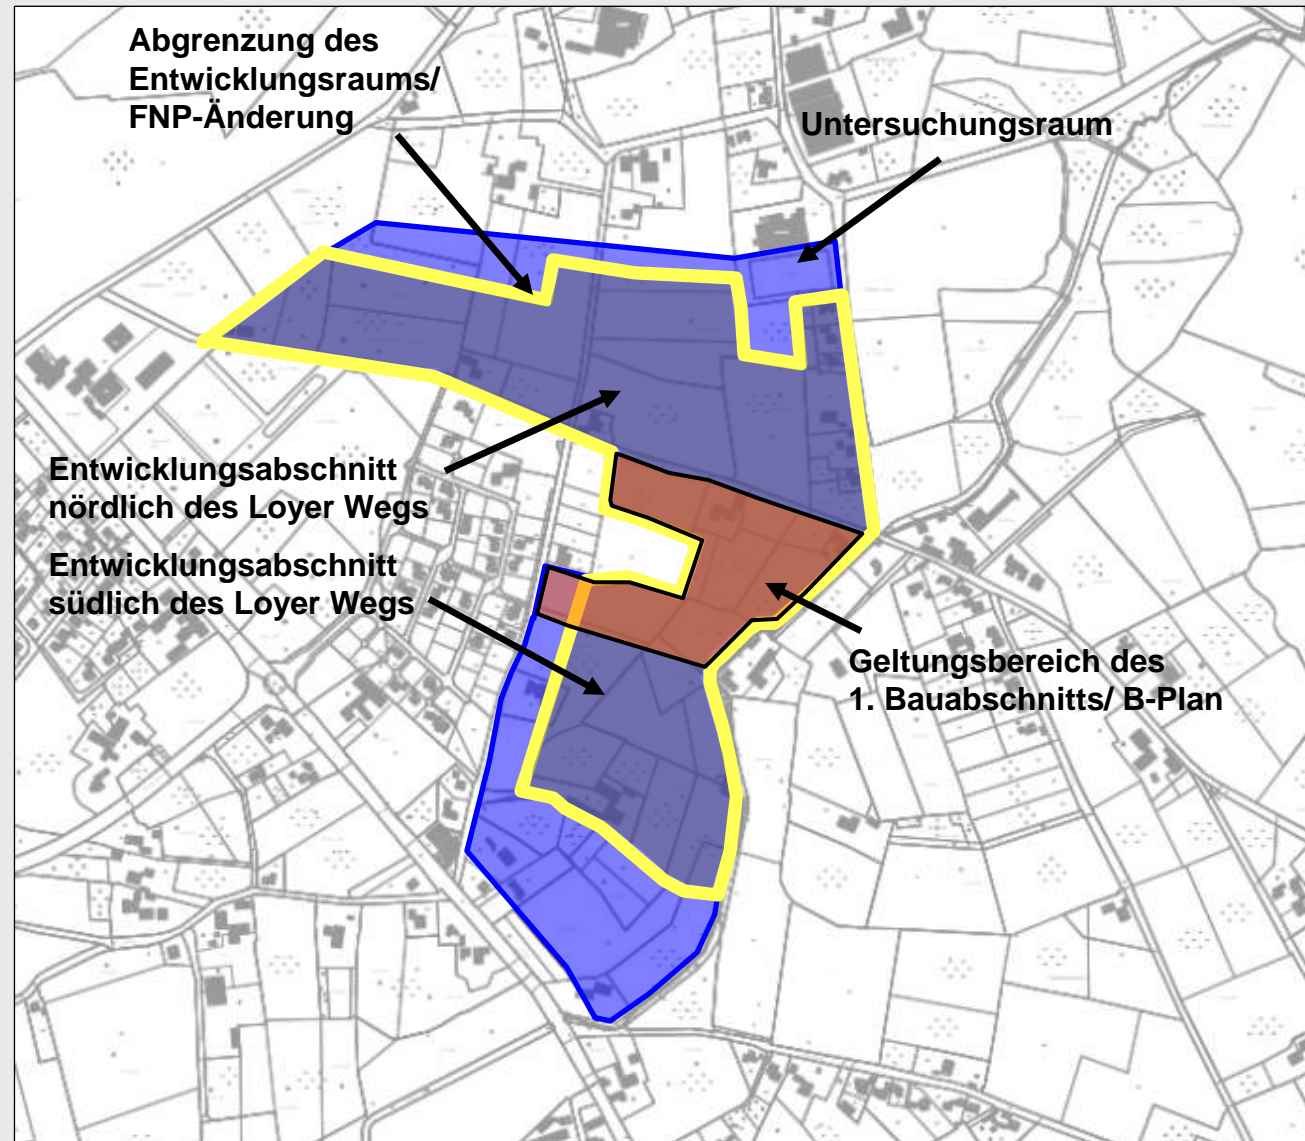 Abgrenzung des
Entwicklungsraums/
FNP-Änderung
Untersuchungsraum
Entwicklungsabschnitt
nördlich des Loyer Wegs
Entwicklungsabschnitt
südlich des Loyer Wegs
Geltungsbereich des
1. Bauabschnitts/ B-Plan